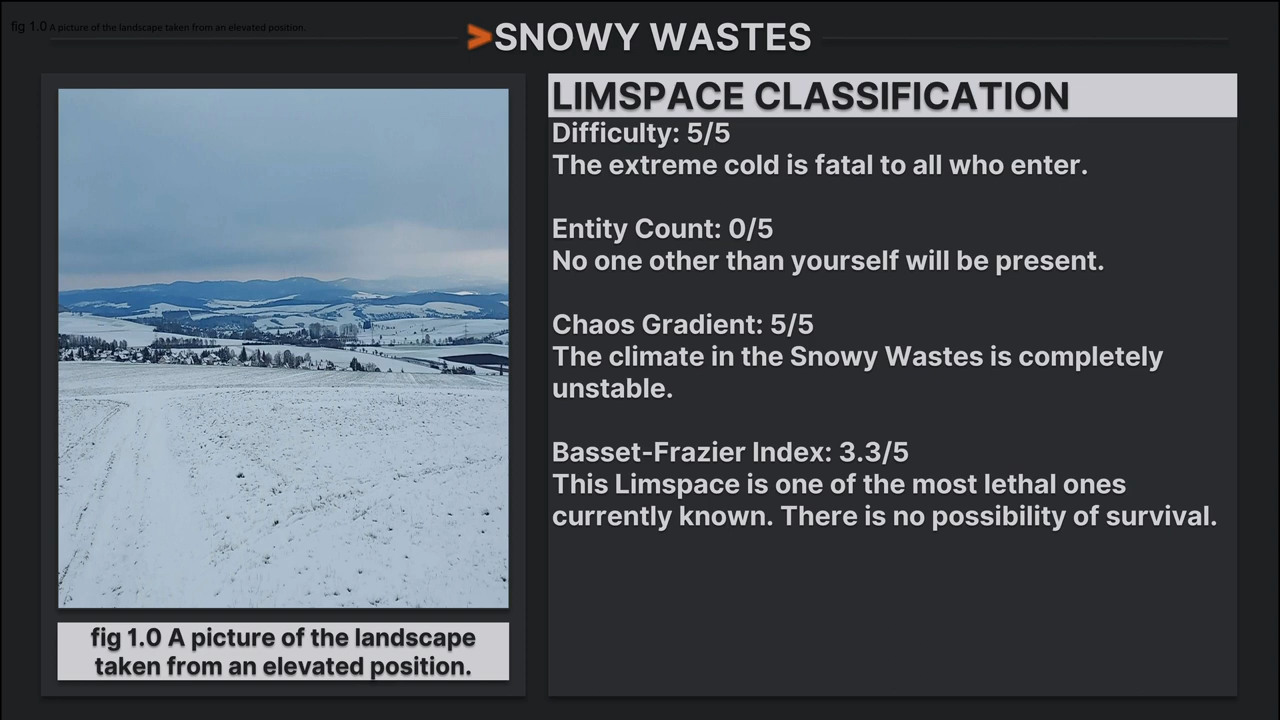 fig 1.0 A picture of the landscape taken from an elevated position.
>SNOWY WASTES
LIMSPACE CLASSIFICATION
Difficulty: 5/5
The extreme cold is fatal to all who enter.
Entity Count: 0/5
No one other than yourself will be present.
Chaos Gradient: 5/5
The climate in the Snowy Wastes is completely
unstable.
Basset-Frazier Index: 3.3/5
This Limspace is one of the most lethal ones
currently known. There is no possibility of survival.
fig 1.0 A picture of the landscape
taken from an elevated position.